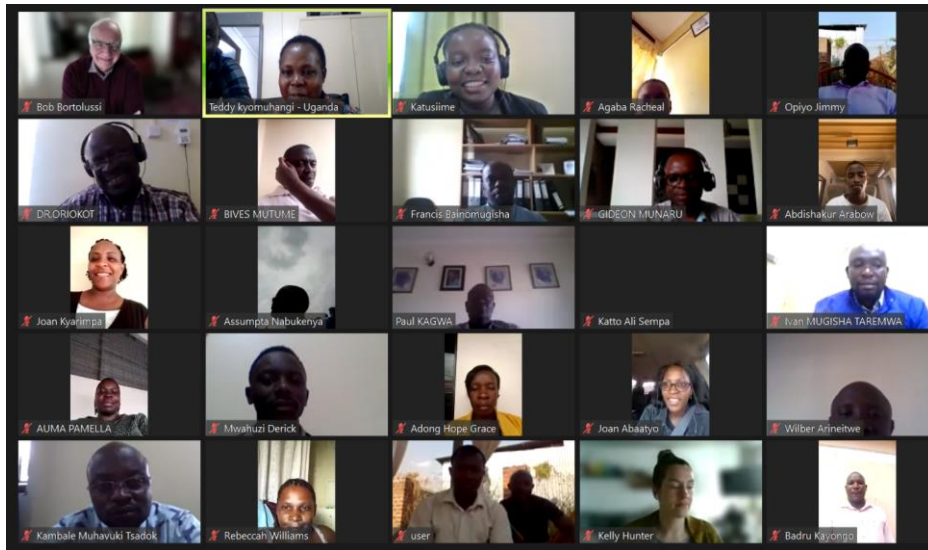 Bob Bortolussi
Teddy kyomuhangi - Uganda
Katusiime
Agaba Racheal
Opiyo Jimmy
DR.ORIOKOT
BIVES MUTUME
Francis Bainomugisha
GIDEON MUNARU
Abdishakur Arabow
Joan Kyarimpa
Assumpta Nabukenya
Paul KAGWA
Katto Ali Sempa
Ivan MUGISHA TAREMWA
AUMA PAMELLA
Mwahuzi Derick
Adong Hope Grace
Joan Abaatyo
Wilber Arineitwe
Kambale Muhavuki Tsadok
Rebeccah Williams
user
Kelly Hunter
Badru Kayongo